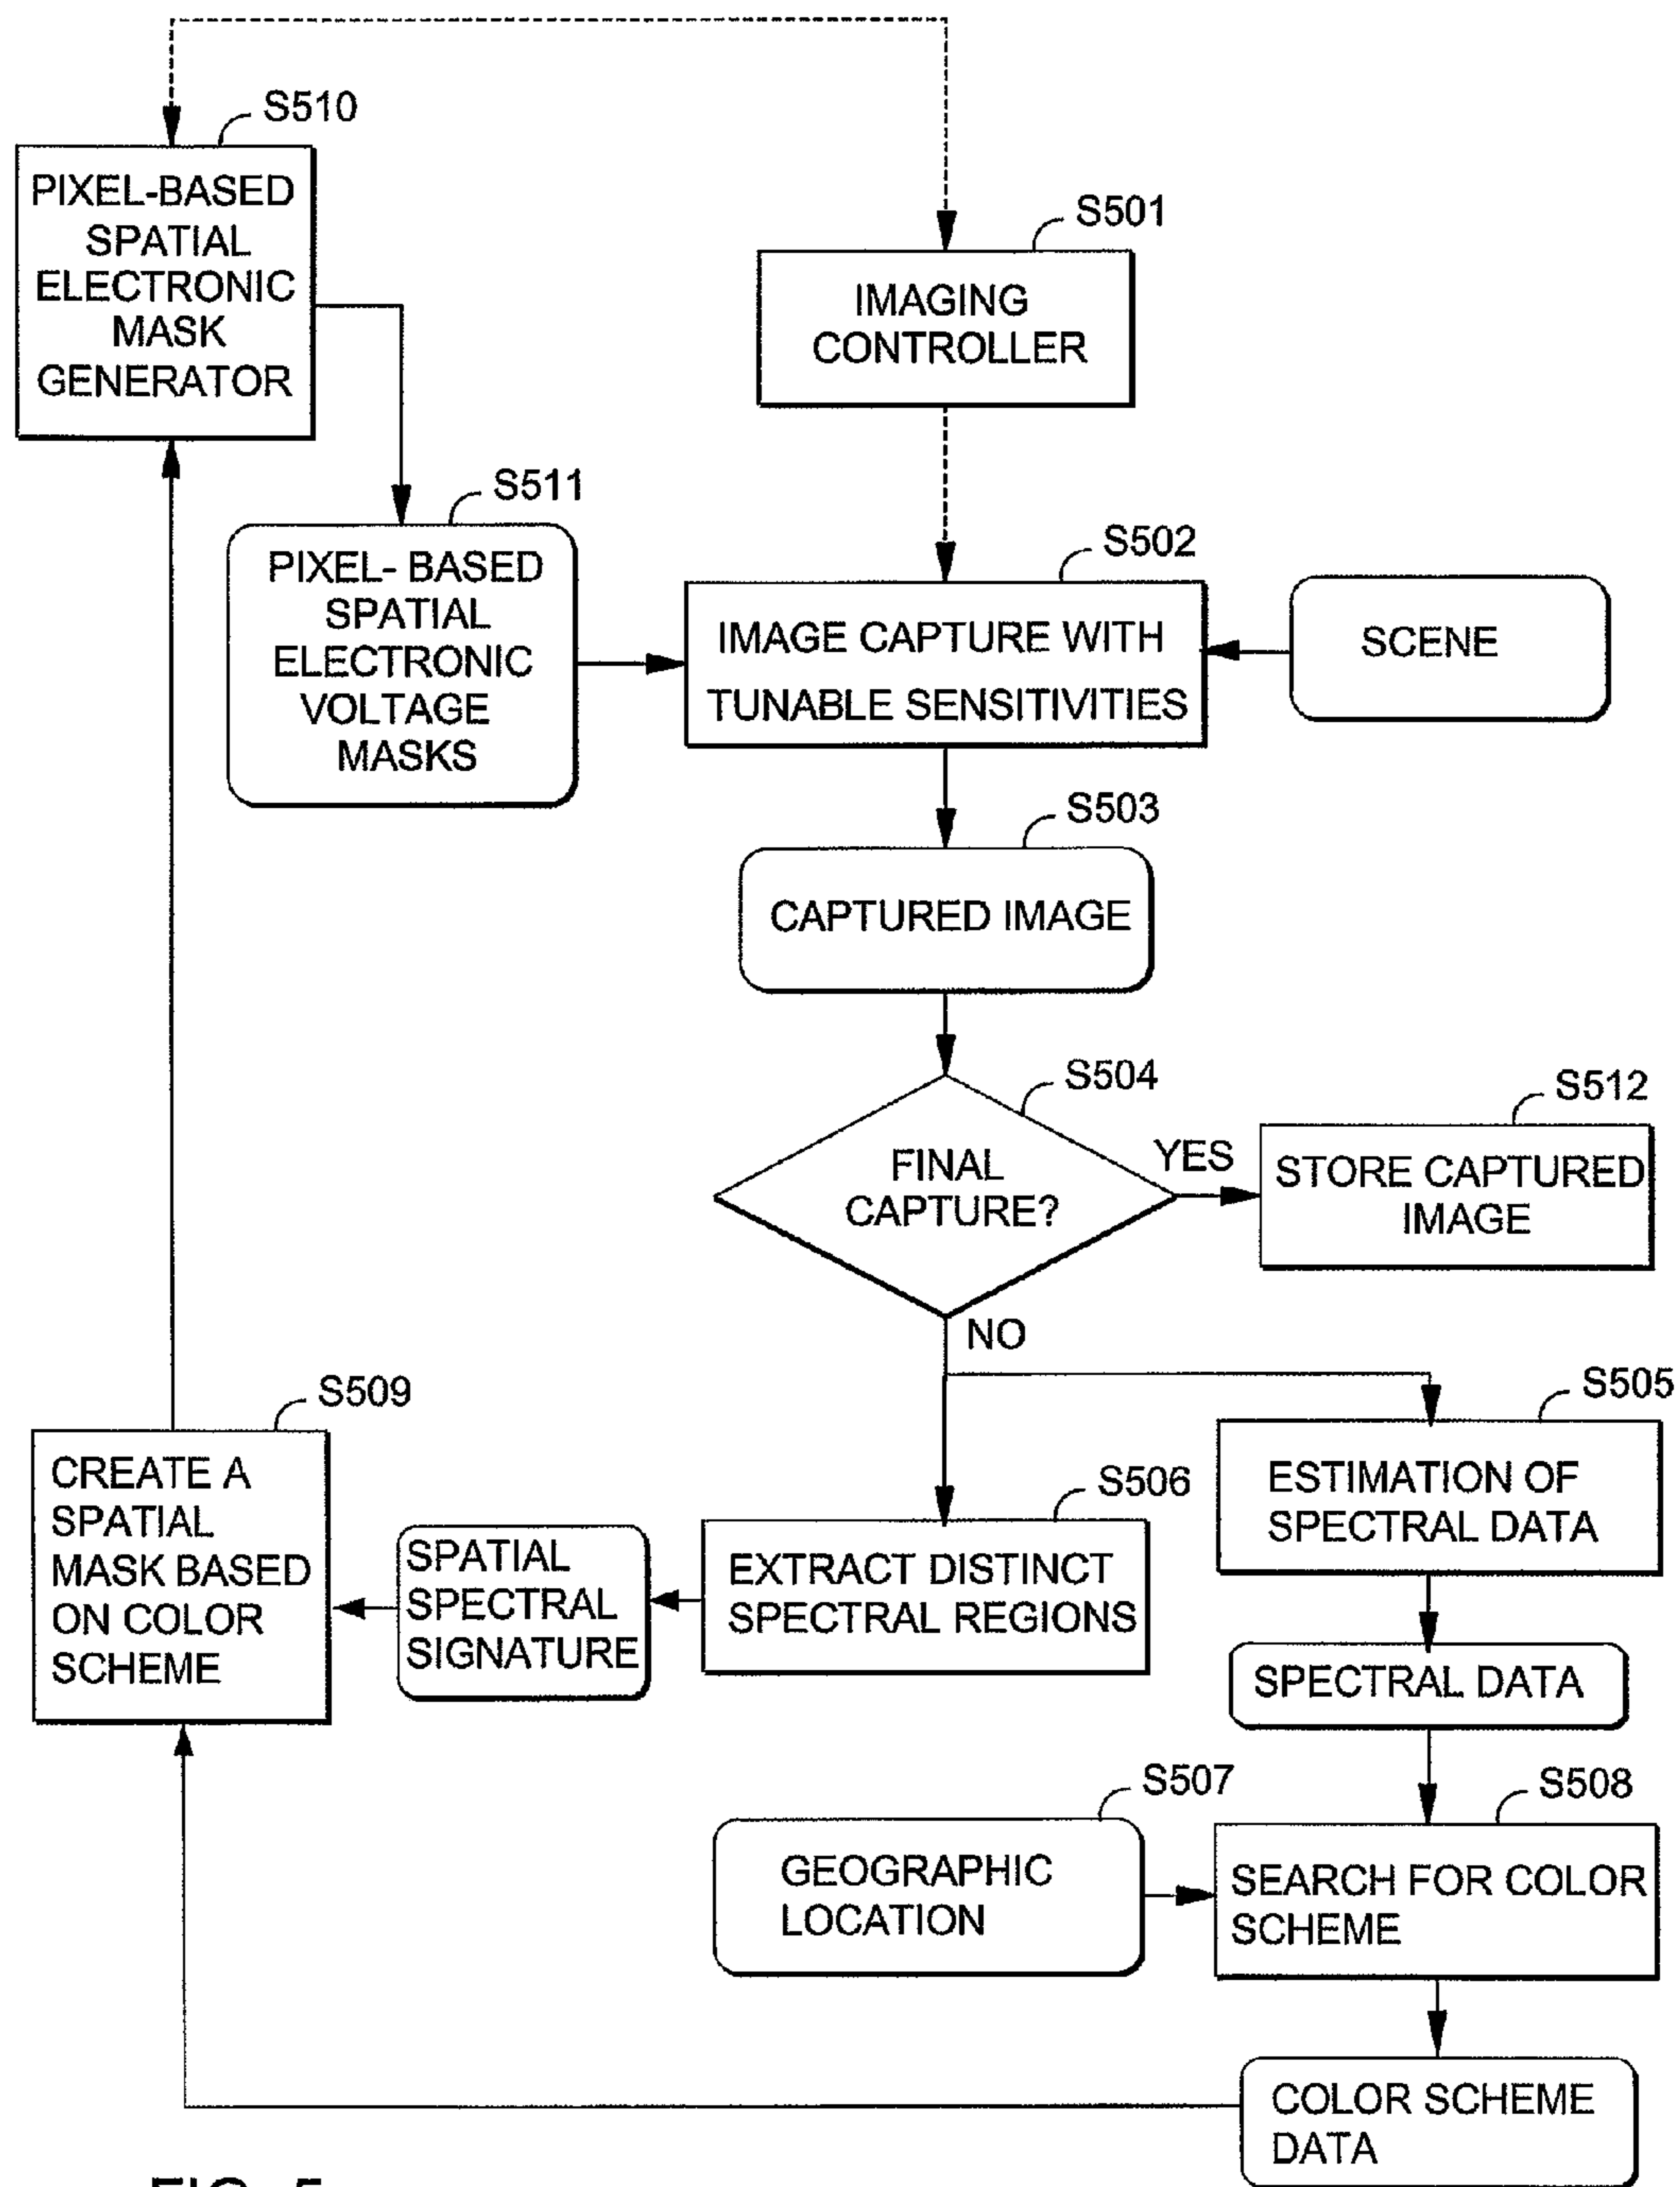 S510
PIXEL-BASED
SPATIAL
ELECTRONIC
MASK
GENERATOR
S501
IMAGING
CONTROLLER
S511
PIXEL- BASED
SPATIAL
ELECTRONIC
VOLTAGE
MASKS
S502
IMAGE CAPTURE WITH
TUNABLE SENSITIVITIES
SCENE
S503
CAPTURED IMAGE
S504
FINAL
CAPTURE?
YES
S512
STORE CAPTURED
IMAGE
NO
S505
ESTIMATION OF
SPECTRAL DATA
S509
CREATE A
SPATIAL
MASK BASED
ON COLOR
SCHEME
SPATIAL
SPECTRAL
SIGNATURE
S506
EXTRACT DISTINCT
SPECTRAL REGIONS
SPECTRAL DATA
S507
GEOGRAPHIC
LOCATION
S508
SEARCH FOR COLOR
SCHEME
COLOR SCHEME
DATA
FIG. 5